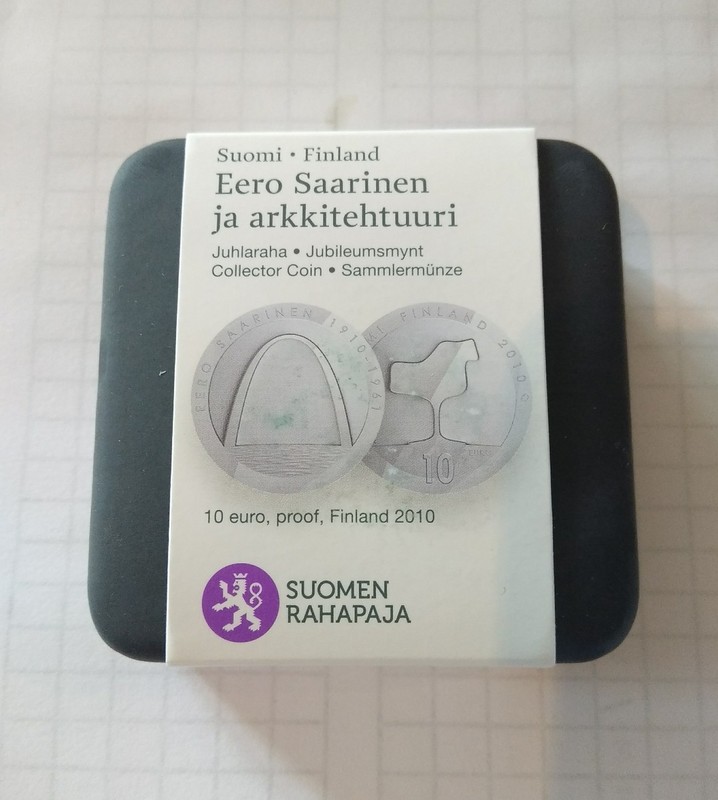 Suomi • Finland
Eero Saarinen
ja arkkitehtuuri
Juhlaraha • Jubileumsmynt
Collector Coin • Sammlermünze
EERO SAARINEN 1910-1961
FINLAND 2010
10
10 euro, proof, Finland 2010
SUOMEN
RAHAPAJA